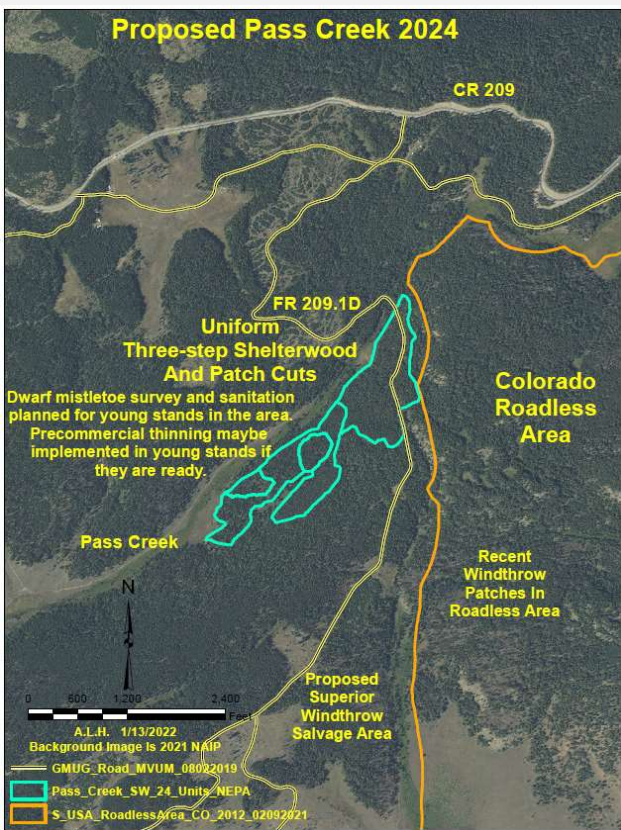 Proposed Pass Creek 2024
CR 209
FR 209.1D
Uniform
Three-step Shelterwood
And Patch Cuts
Dwarf mistletoe survey and sanitation
planned for young stands in the area.
Precommercial thinning maybe
implemented in young stands if
they are ready.
Colorado
Roadless
Area
Pass Creek
Recent
Windthrow
Patches In
Roadless Area
N
Proposed
Superior
Windthrow
Salvage Area
0 600 1,200 2,400
Feet
A.L.H. 1/13/2022
Background Image Is 2021 NAIP
GMUG_Road_MVUM_08022019
Pass_Creek_SW_24_Units_NEPA
S_USA_RoadlessArea_CO_2012_02092021